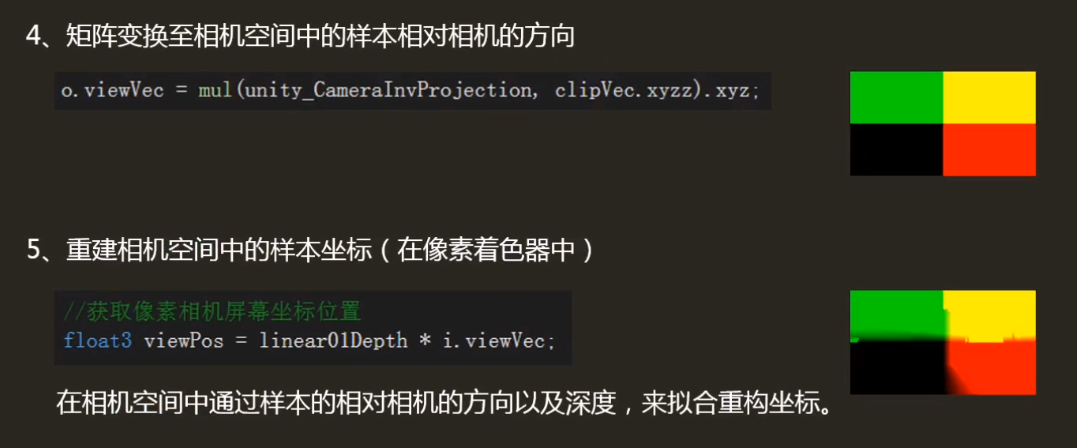 4、矩阵变换至相机空间中的样本相对相机的方向
o.viewVec = mul(unity_CameraInvProjection, clipVec.xyzz).xyz;
5、重建相机空间中的样本坐标（在像素着色器中）
//获取像素相机屏幕坐标位置
float3 viewPos = linear01Depth * i.viewVec;
在相机空间中通过样本的相对相机的方向以及深度，来拟合重构坐标。